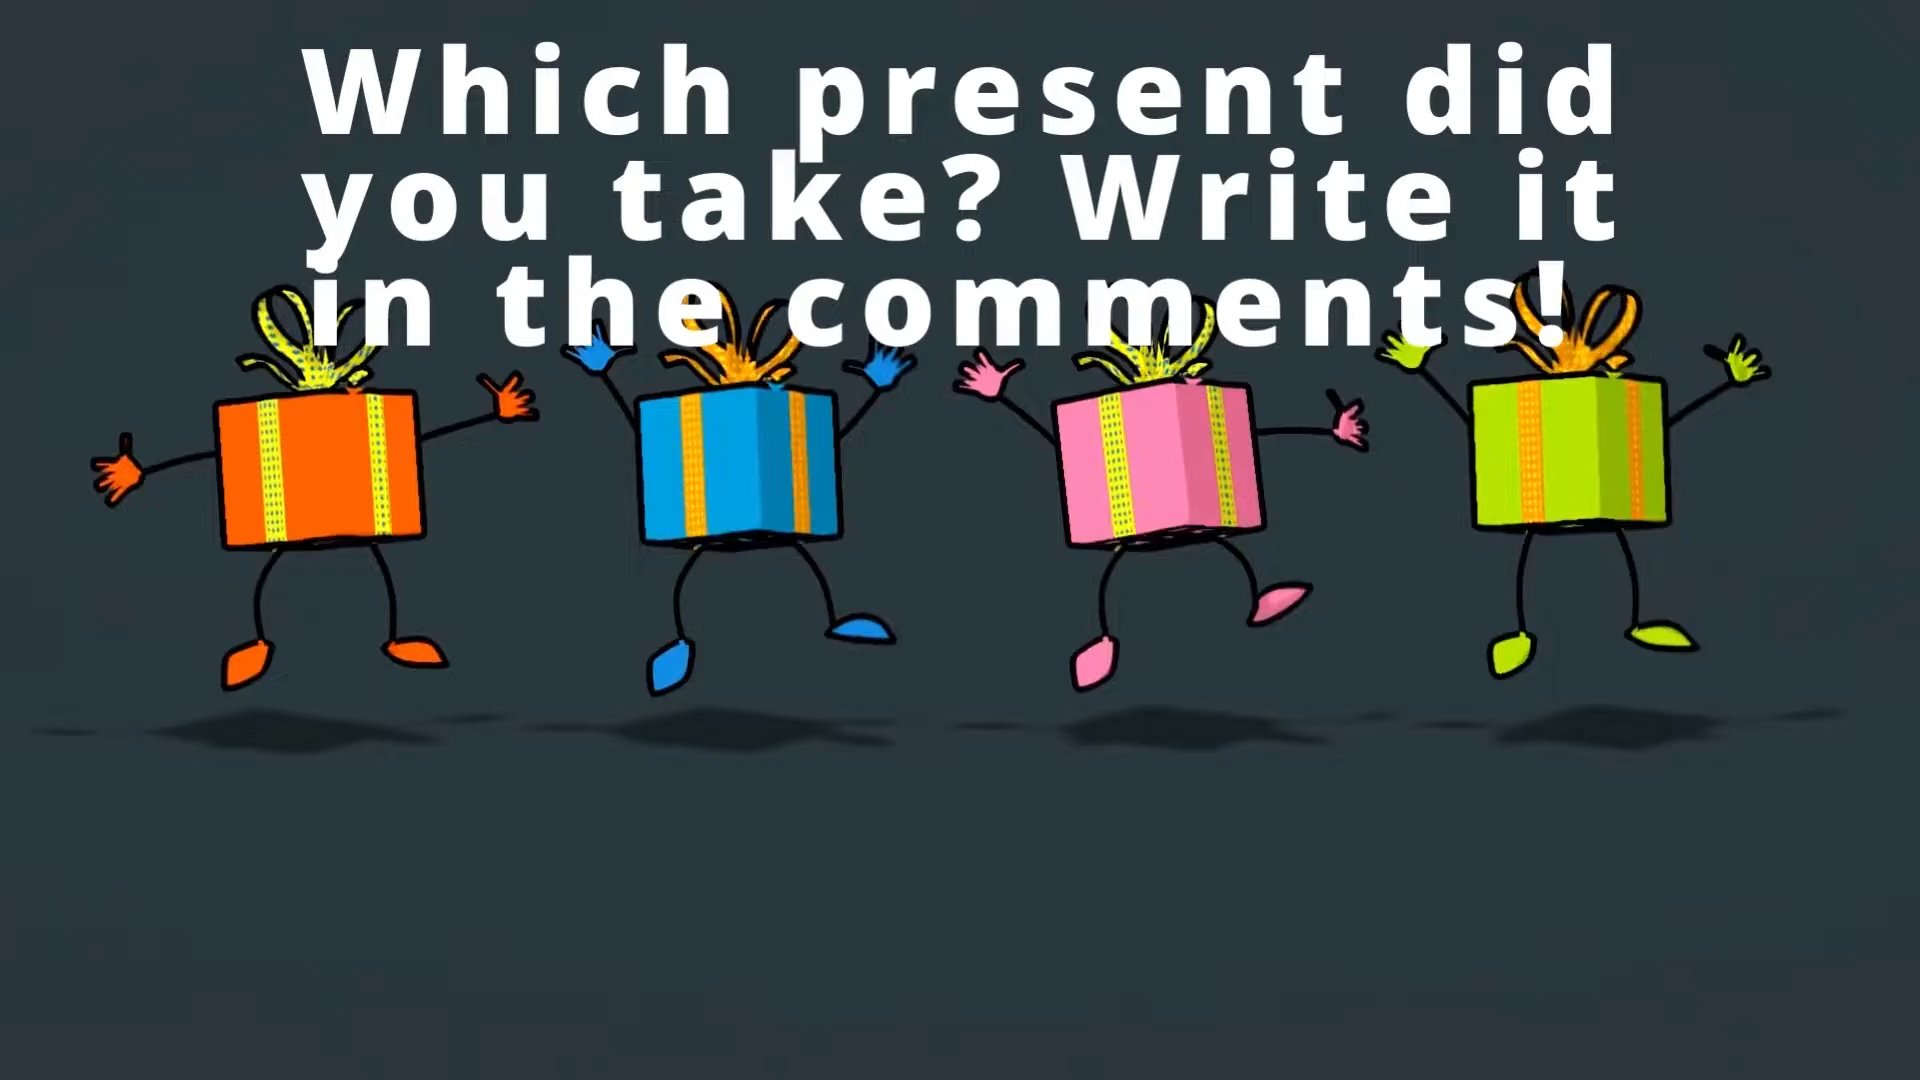 Which present did
you take? Write it
in the comments!